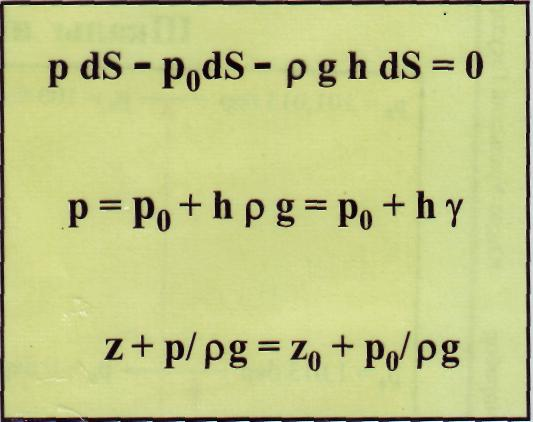 p dS - p₀dS - ρ g h dS = 0
p = p₀ + h ρ g = p₀ + h γ
z + p/ρg = z₀ + p₀/ρg